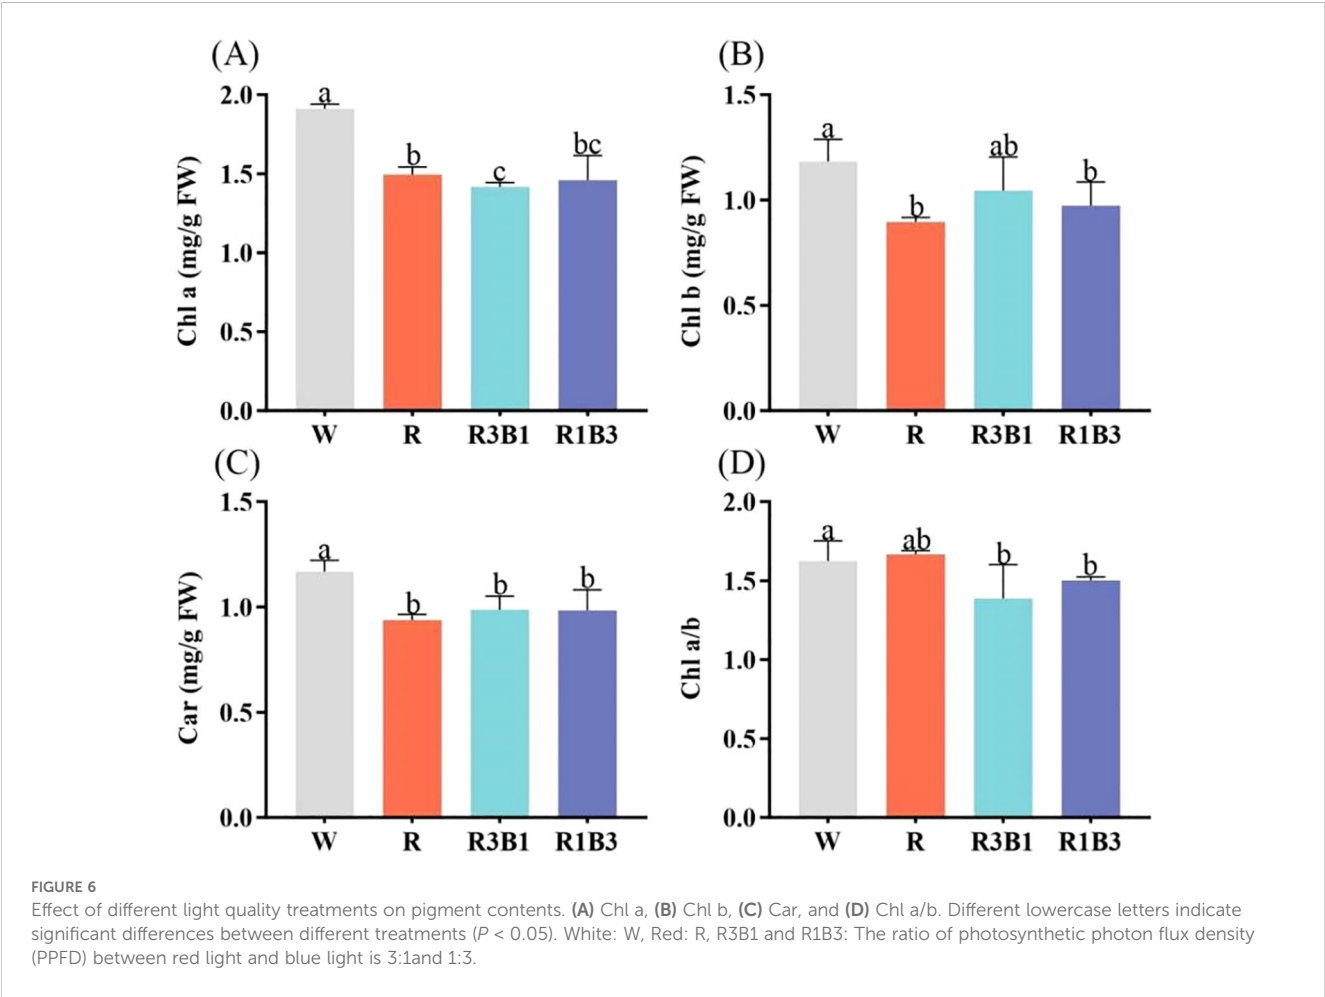 (A)
2.0
1.5
1.0
0.5
0.0
Chl a (mg/g FW)
a
b
c
bc
W R R3B1 R1B3
(B)
1.5
1.0
0.5
0.0
Chl b (mg/g FW)
a
b
ab
b
W R R3B1 R1B3
(C)
1.5
1.0
0.5
0.0
Car (mg/g FW)
a
b
b
b
W R R3B1 R1B3
(D)
2.0
1.5
1.0
0.5
0.0
Chl a/b
a
ab
b
b
W R R3B1 R1B3
FIGURE 6
Effect of different light quality treatments on pigment contents. (A) Chl a, (B) Chl b, (C) Car, and (D) Chl a/b. Different lowercase letters indicate
significant differences between different treatments (P < 0.05). White: W, Red: R, R3B1 and R1B3: The ratio of photosynthetic photon flux density
(PPFD) between red light and blue light is 3:1and 1:3.